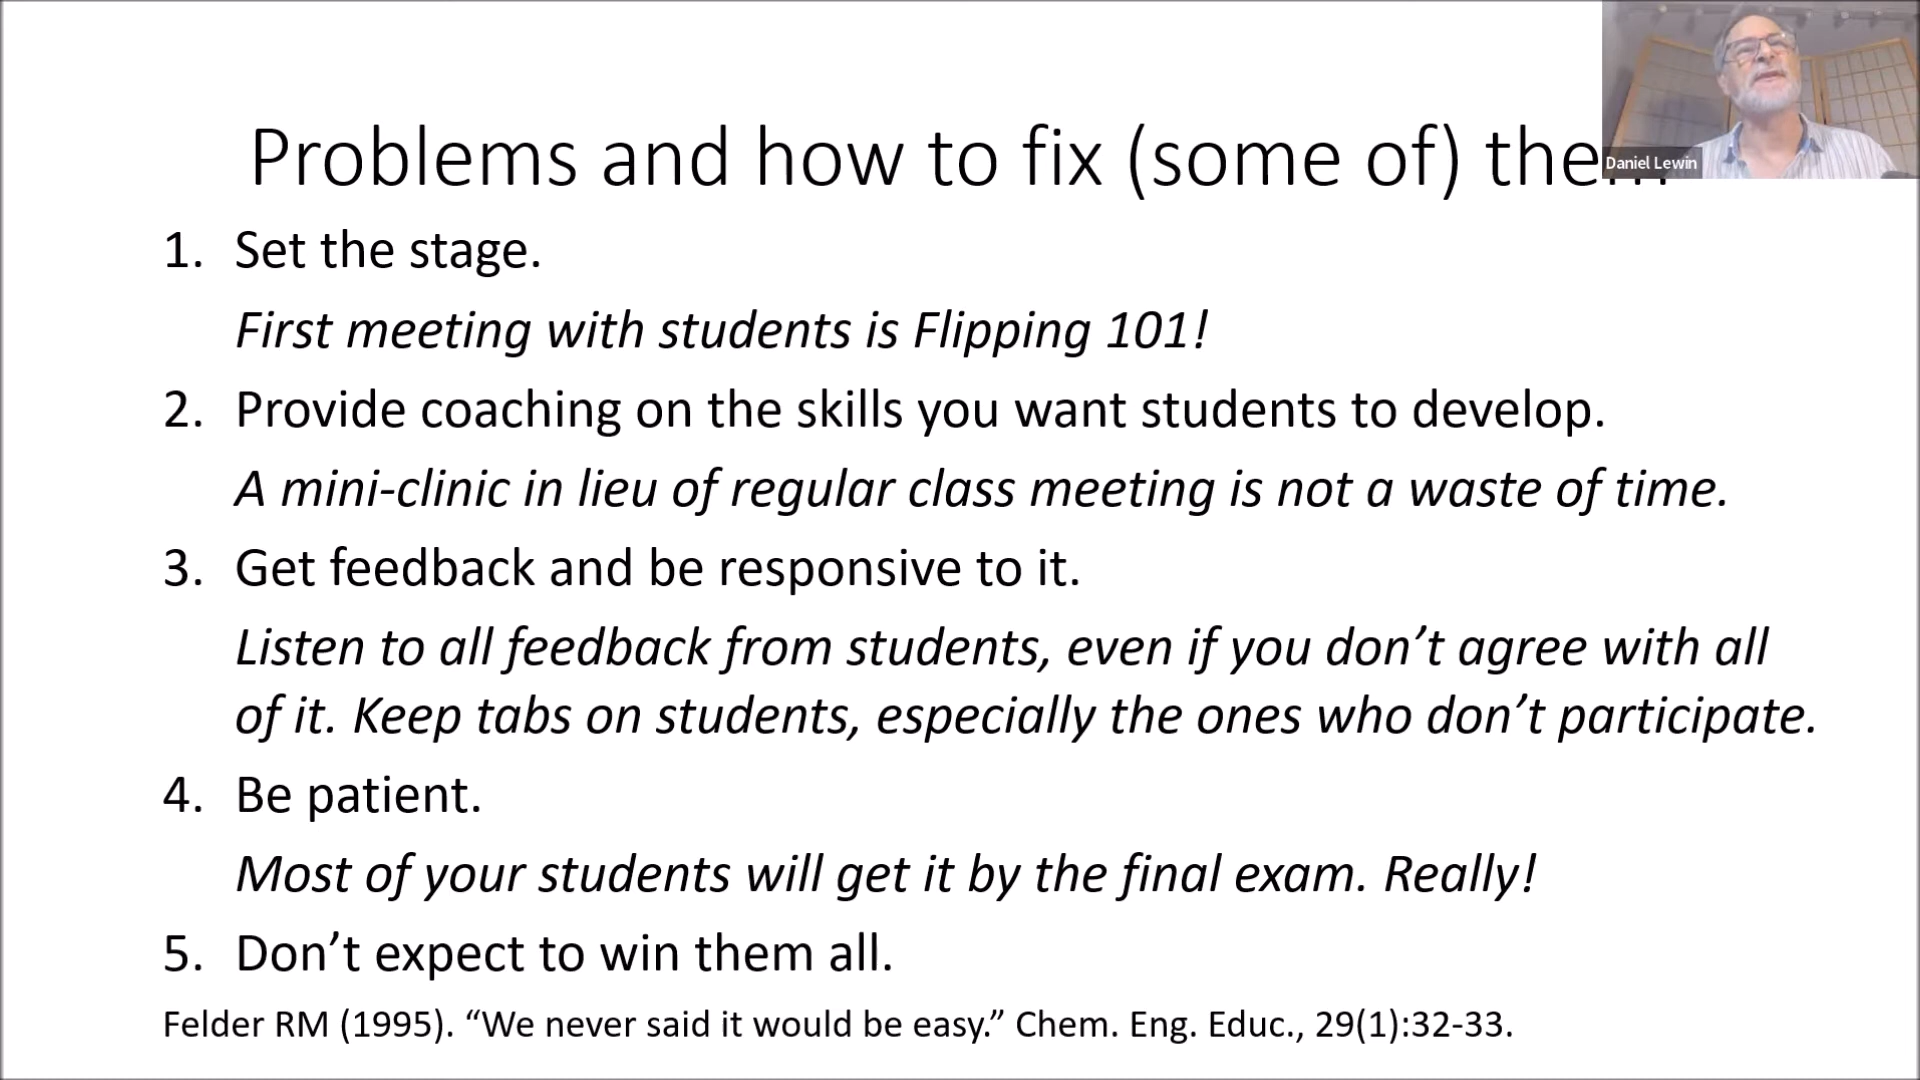 Problems and how to fix (some of) them
Daniel Lewin
1. Set the stage.
First meeting with students is Flipping 101!
2. Provide coaching on the skills you want students to develop.
A mini-clinic in lieu of regular class meeting is not a waste of time.
3. Get feedback and be responsive to it.
Listen to all feedback from students, even if you don’t agree with all
of it. Keep tabs on students, especially the ones who don’t participate.
4. Be patient.
Most of your students will get it by the final exam. Really!
5. Don’t expect to win them all.
Felder RM (1995). “We never said it would be easy.” Chem. Eng. Educ., 29(1):32-33.